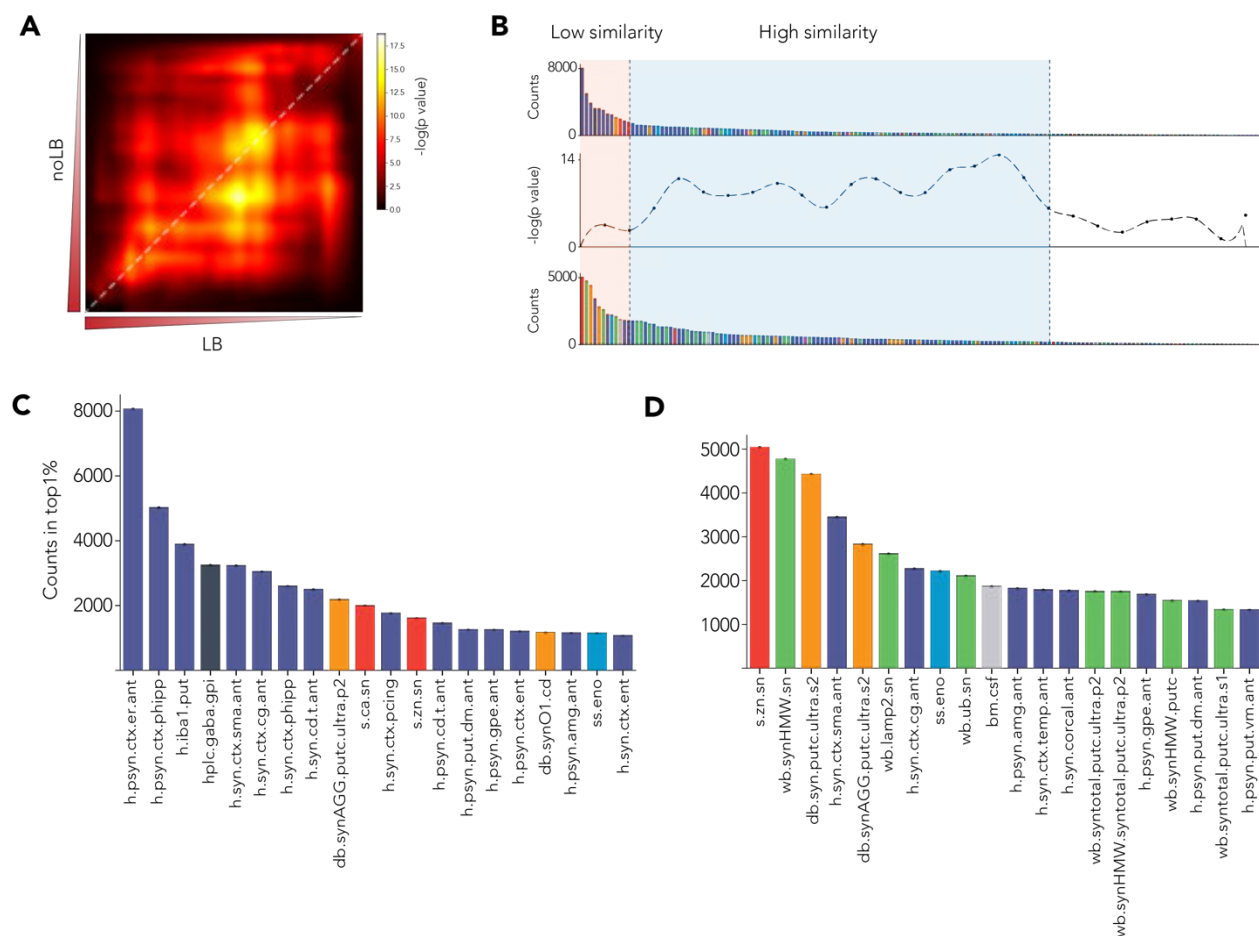 A
noLB
LB
17.5
15.0
12.5
10.0
7.5
5.0
2.5
0.0
-log(p value)
B
Low similarity
High similarity
8000
Counts
0
14
-log(p value)
0
5000
Counts
0
C
Counts in top1%
8000
6000
4000
2000
h.psyn.ctx.er.ant
h.psyn.ctx.phipp
h.iba1.put
hplc.gaba.gpi
h.syn.ctx.sma.ant
h.syn.ctx.cg.ant
h.syn.ctx.phipp
h.syn.cd.t.ant
db.synAGG.putc.ultra.p2
s.ca.sn
h.syn.ctx.pcing
s.zn.sn
h.psyn.cd.t.ant
h.psyn.put.dm.ant
h.psyn.gpe.ant
h.psyn.ctx.ent
db.synO1.cd
h.psyn.amg.ant
ss.eno
h.syn.ctx.ent
D
5000
4000
3000
2000
1000
s.zn.sn
wb.synHMW.sn
db.syn.putc.ultra.s2
h.syn.ctx.sma.ant
db.synAGG.putc.ultra.s2
wb.lamp2.sn
h.syn.ctx.cg.ant
ss.eno
wb.ub.sn
bm.csf
h.psyn.amg.ant
h.syn.ctx.temp.ant
h.syn.corcal.ant
wb.syntotal.putc.ultra.p2
wb.synHMW.syntotal.putc.ultra.p2
h.psyn.gpe.ant
wb.synHMW.putc
h.psyn.put.dm.ant
wb.syntotal.putc.ultra.s1
h.psyn.put.vm.ant